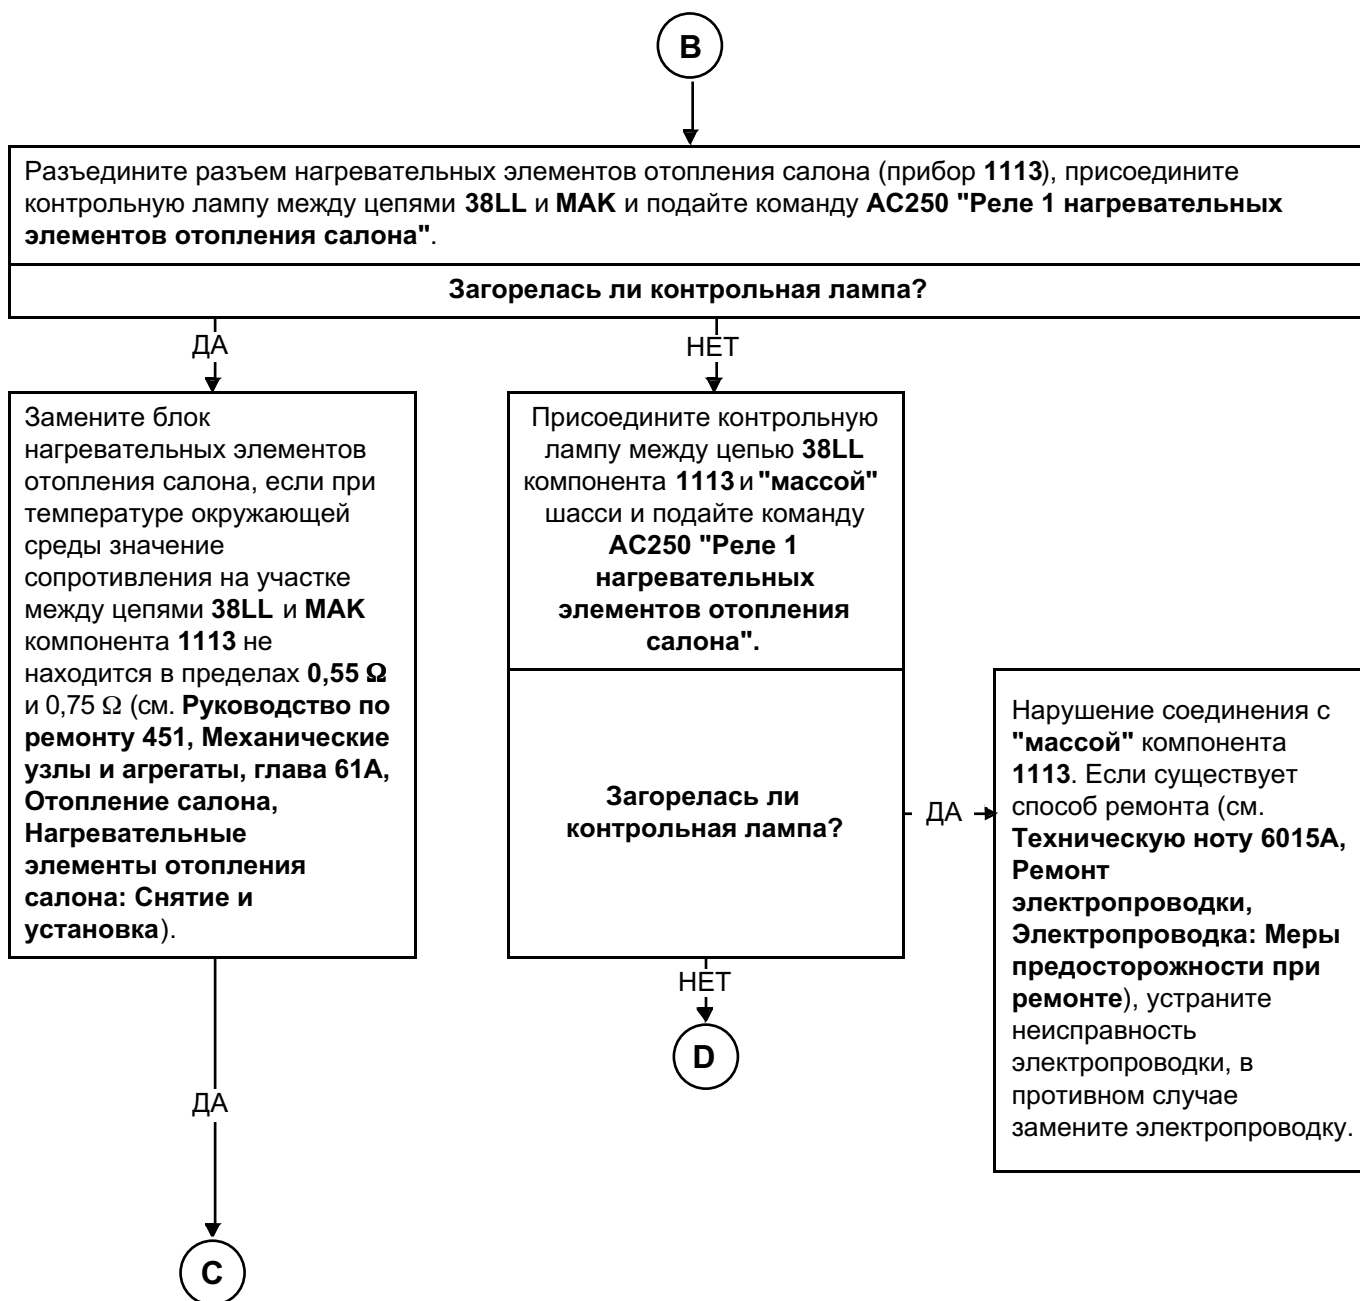 B
Разъедините разъем нагревательных элементов отопления салона (прибор 1113), присоедините
контрольную лампу между цепями 38LL и MAK и подайте команду AC250 "Реле 1 нагревательных
элементов отопления салона".
Загорелась ли контрольная лампа?
ДА
НЕТ
Замените блок
нагревательных элементов
отопления салона, если при
температуре окружающей
среды значение
сопротивления на участке
между цепями 38LL и MAK
компонента 1113 не
находится в пределах 0,55 Ω
и 0,75 Ω (см. Руководство по
ремонту 451, Механические
узлы и агрегаты, глава 61A,
Отопление салона,
Нагревательные
элементы отопления
салона: Снятие и
установка).
Присоедините контрольную
лампу между цепью 38LL
компонента 1113 и "массой"
шасси и подайте команду
AC250 "Реле 1
нагревательных
элементов отопления
салона".
Загорелась ли
контрольная лампа?
ДА
Нарушение соединения с
"массой" компонента
1113. Если существует
способ ремонта (см.
Техническую ноту 6015A,
Ремонт
электропроводки,
Электропроводка: Меры
предосторожности при
ремонте), устраните
неисправность
электропроводки, в
противном случае
замените электропроводку.
НЕТ
D
ДА
C